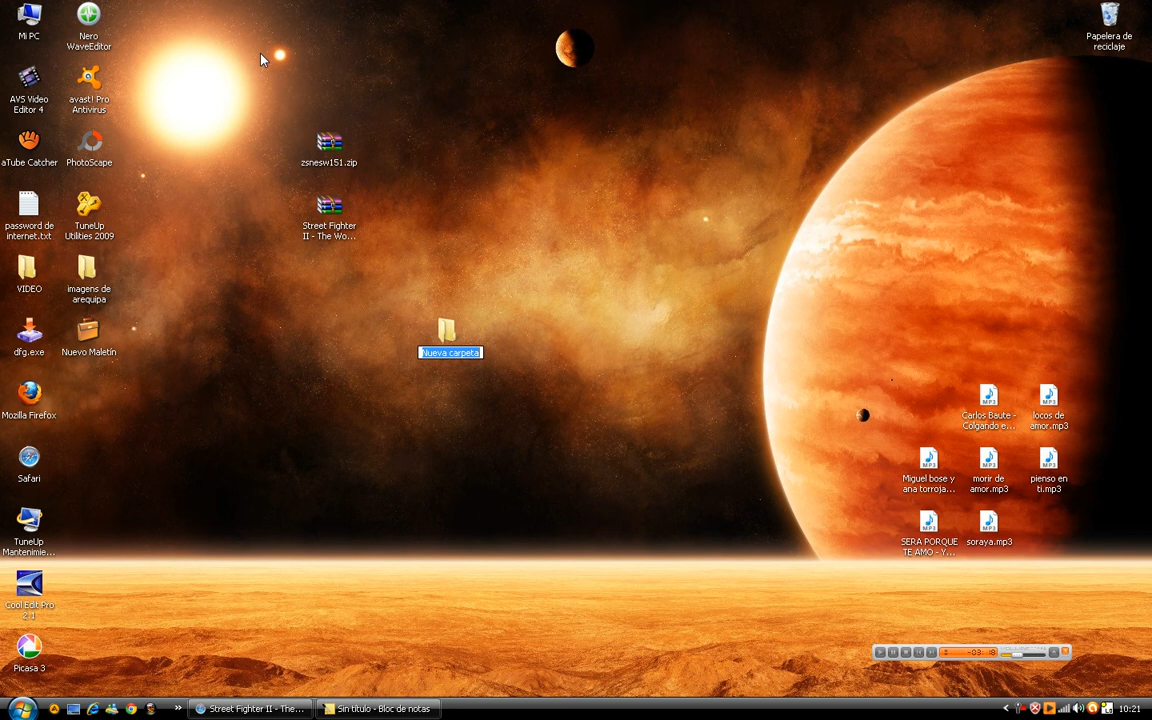 Mi PC
Nero
WaveEditor
Papelera de
reciclaje
AVS Video
Editor 4
avast! Pro
Antivirus
aTube Catcher
PhotoScape
zsnesw151.zip
password de
internet.txt
TuneUp
Utilities 2009
Street Fighter
II - The Wo...
VIDEO
imagens de
arequipa
dfg.exe
Nuevo Maletín
Nueva carpeta
Mozilla Firefox
Carlos Baute -
Colgando e...
locos de
amor.mp3
Safari
Miguel bose y
ana torroja...
morir de
amor.mp3
pienso en
ti.mp3
TuneUp
Mantenimie...
SERA PORQUE
TE AMO - Y...
soraya.mp3
Cool Edit Pro
2.1
Picasa 3
-03:18
Street Fighter II - The...
Sin título - Bloc de notas
10:21